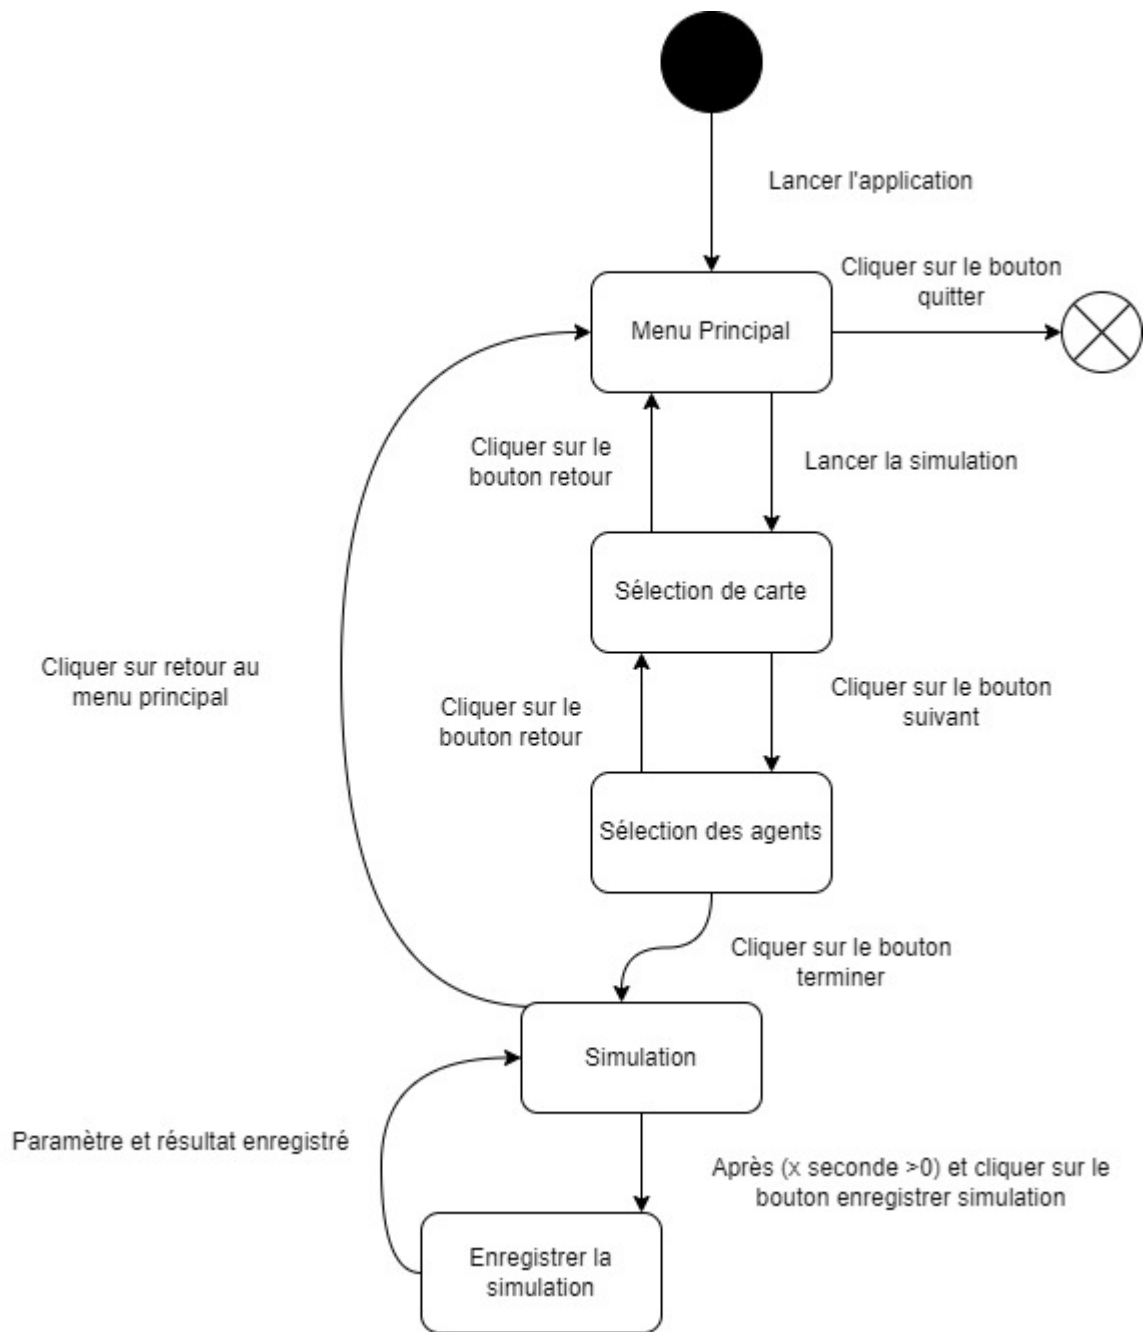 Lancer l'application
Cliquer sur le bouton
quitter
Menu Principal
Cliquer sur le
bouton retour
Lancer la simulation
Sélection de carte
Cliquer sur retour au
menu principal
Cliquer sur le bouton
suivant
Cliquer sur le
bouton retour
Sélection des agents
Cliquer sur le bouton
terminer
Simulation
Paramètre et résultat enregistré
Après (x seconde >0) et cliquer sur le
bouton enregistrer simulation
Enregistrer la
simulation